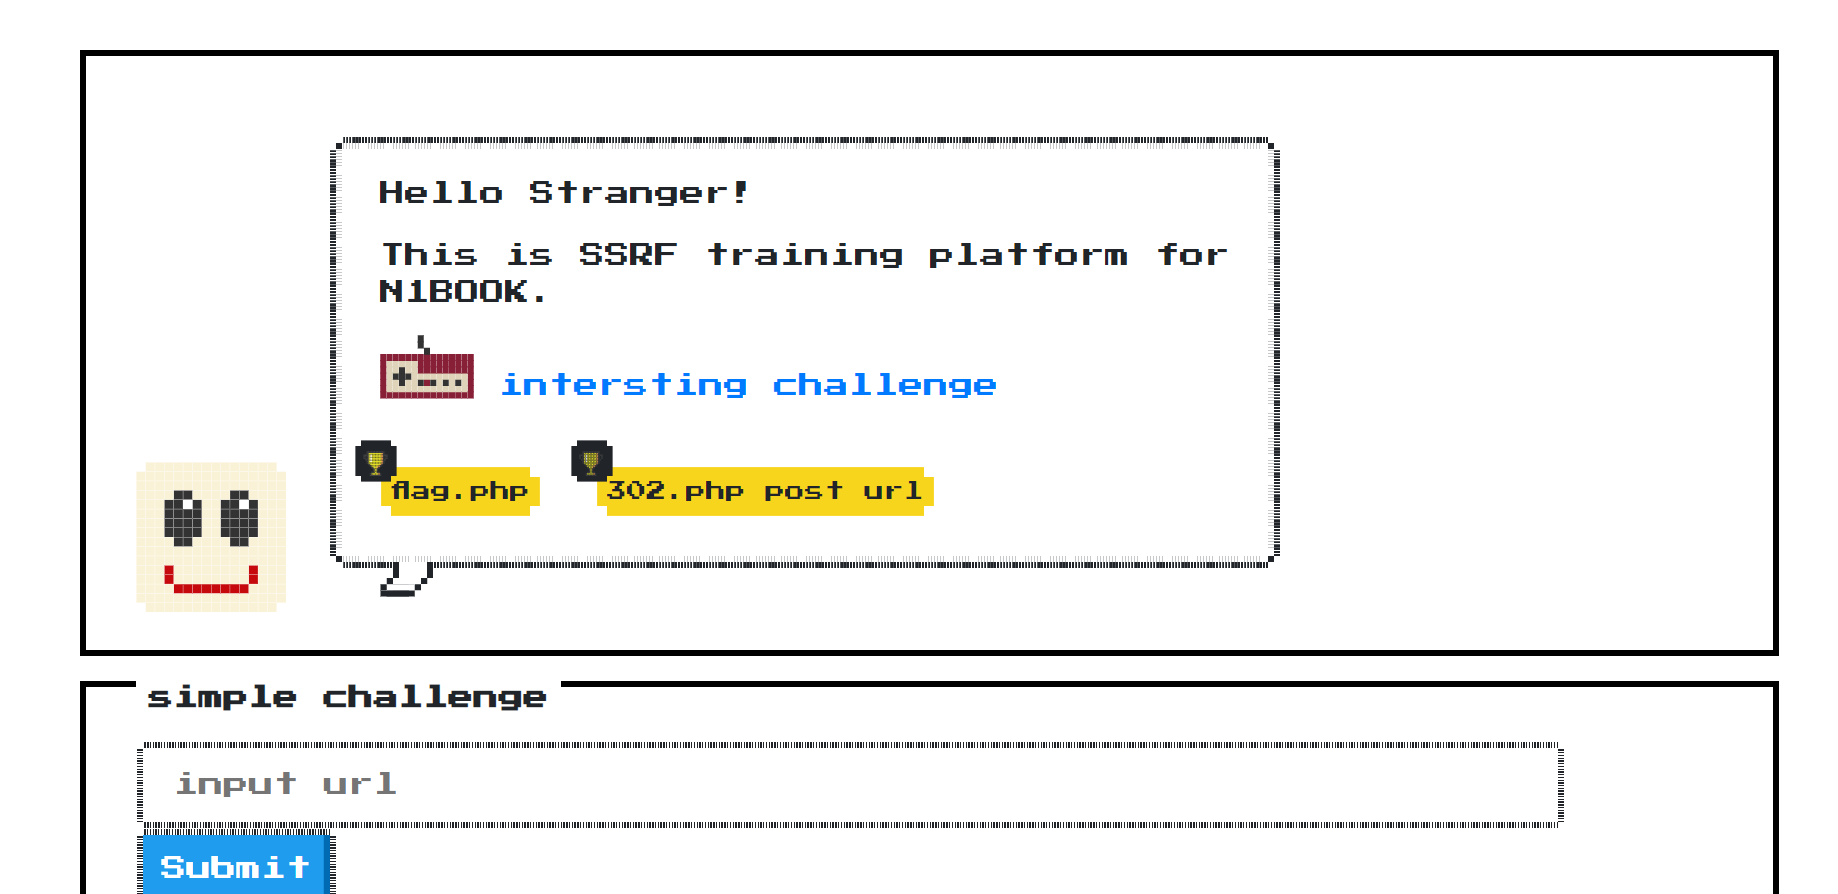 Hello Stranger!
This is SSRF training platform for
N1BOOK.
intersting challenge
flag.php
302.php post url
simple challenge
input url
Submit